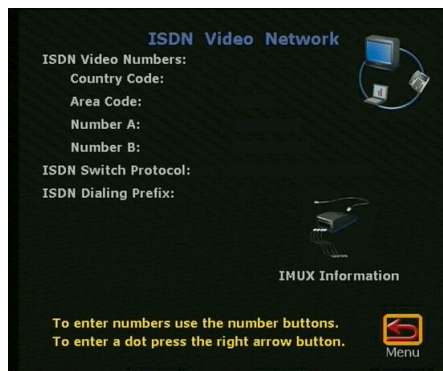 ISDN Video Network
ISDN Video Numbers:
Country Code:
Area Code:
Number A:
Number B:
ISDN Switch Protocol:
ISDN Dialing Prefix:
IMUX Information
To enter numbers use the number buttons.
To enter a dot press the right arrow button.
Menu